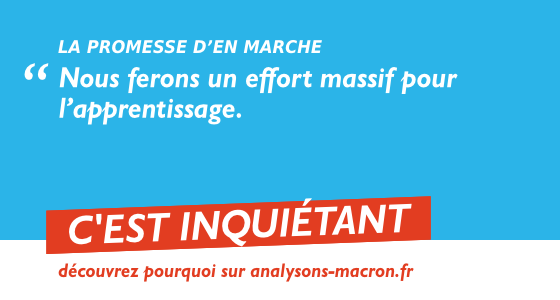 LA PROMESSE D’EN MARCHE
“ Nous ferons un effort massif pour
l’apprentissage.
C'EST INQUIÉTANT
découvrez pourquoi sur analysons-macron.fr